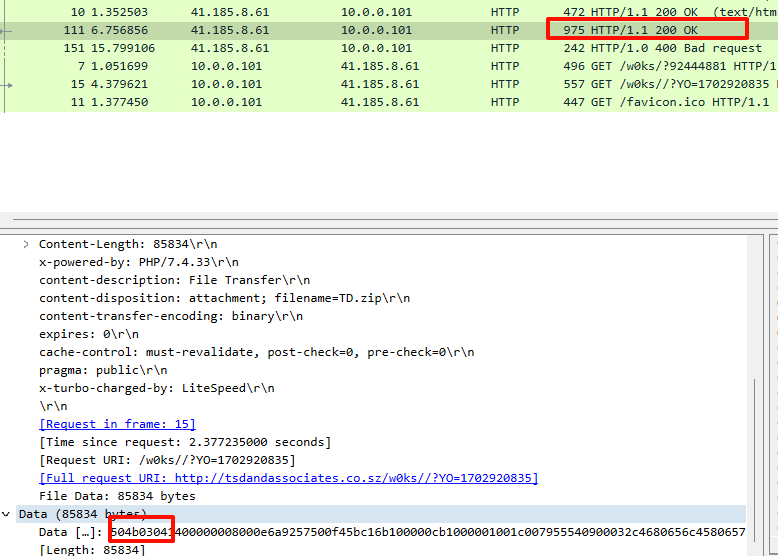 10 1.352503 41.185.8.61 10.0.0.101 HTTP 472 HTTP/1.1 200 OK (text/htm
111 6.756856 41.185.8.61 10.0.0.101 HTTP 975 HTTP/1.1 200 OK
151 15.799106 41.185.8.61 10.0.0.101 HTTP 242 HTTP/1.0 400 Bad request
7 1.051699 10.0.0.101 41.185.8.61 HTTP 496 GET /w0ks/?92444881 HTTP/1
15 4.379621 10.0.0.101 41.185.8.61 HTTP 557 GET /w0ks//?YO=1702920835
11 1.377450 10.0.0.101 41.185.8.61 HTTP 447 GET /favicon.ico HTTP/1.1
Content-Length: 85834\r\n
x-powered-by: PHP/7.4.33\r\n
content-description: File Transfer\r\n
content-disposition: attachment; filename=TD.zip\r\n
content-transfer-encoding: binary\r\n
expires: 0\r\n
cache-control: must-revalidate, post-check=0, pre-check=0\r\n
pragma: public\r\n
x-turbo-charged-by: LiteSpeed\r\n
\r\n
[Request in frame: 15]
[Time since request: 2.377235000 seconds]
[Request URI: /w0ks//?YO=1702920835]
[Full request URI: http://tsdandassociates.co.sz/w0ks//?YO=1702920835]
File Data: 85834 bytes
Data (85834 bytes)
Data […]: 504b03041400000008000e6a9257500f45bc16b100000cb1000001001c007955540900032c4680656c4580657
[Length: 85834]